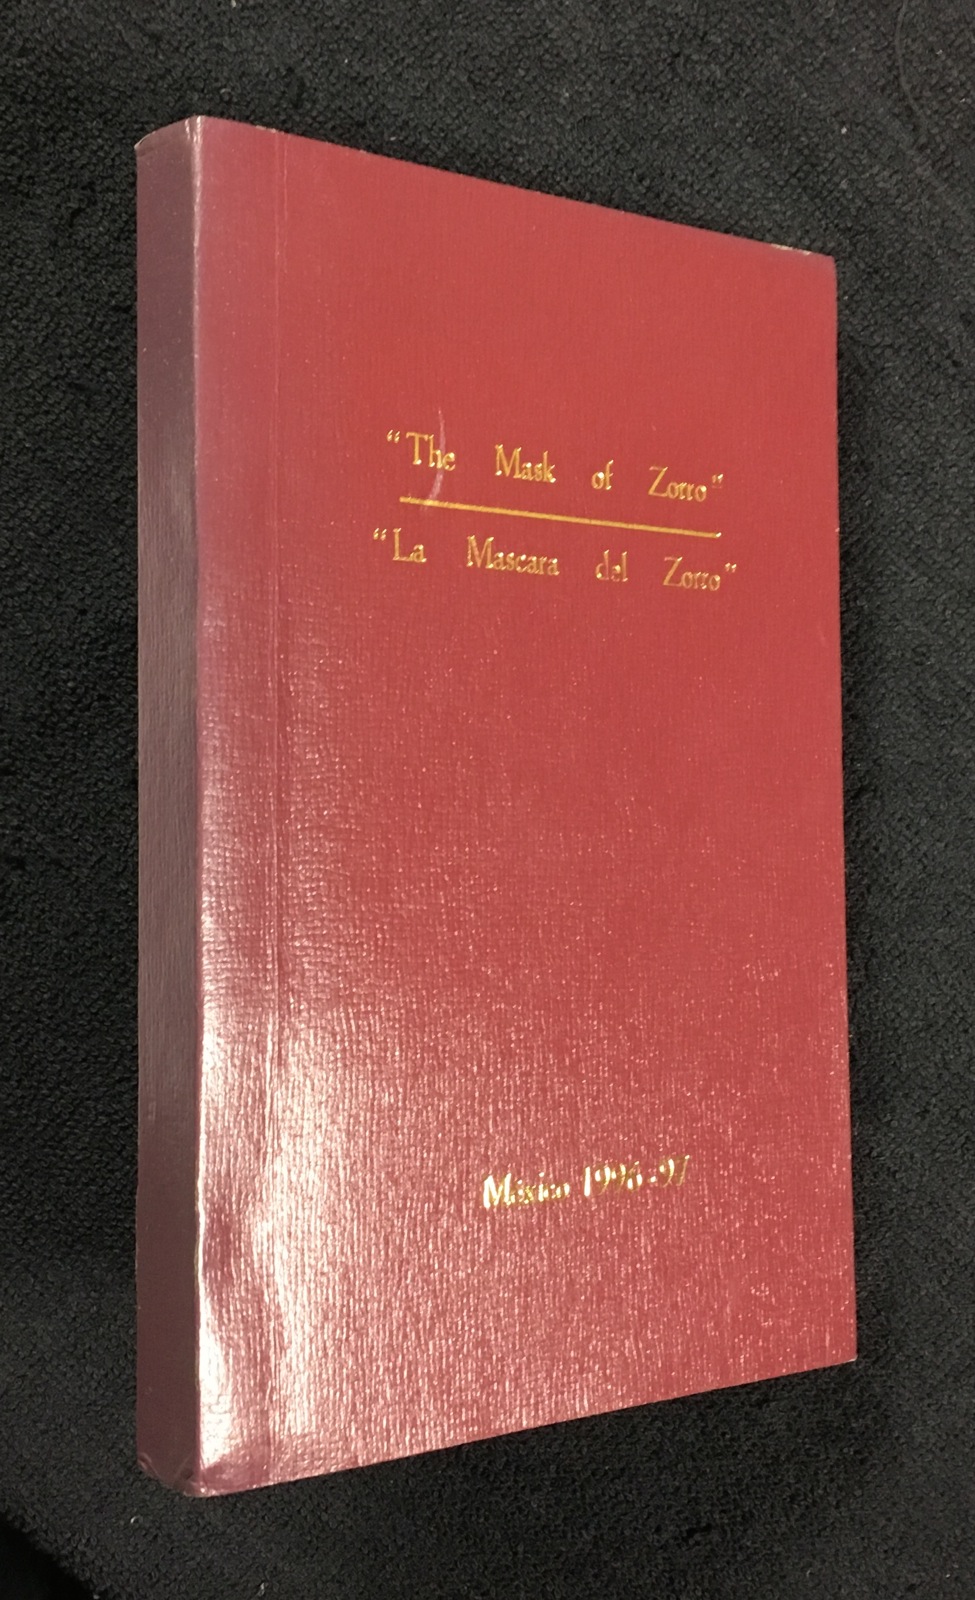 “The Mask of Zorro”
“La Mascara del Zorro”
México 1996-97